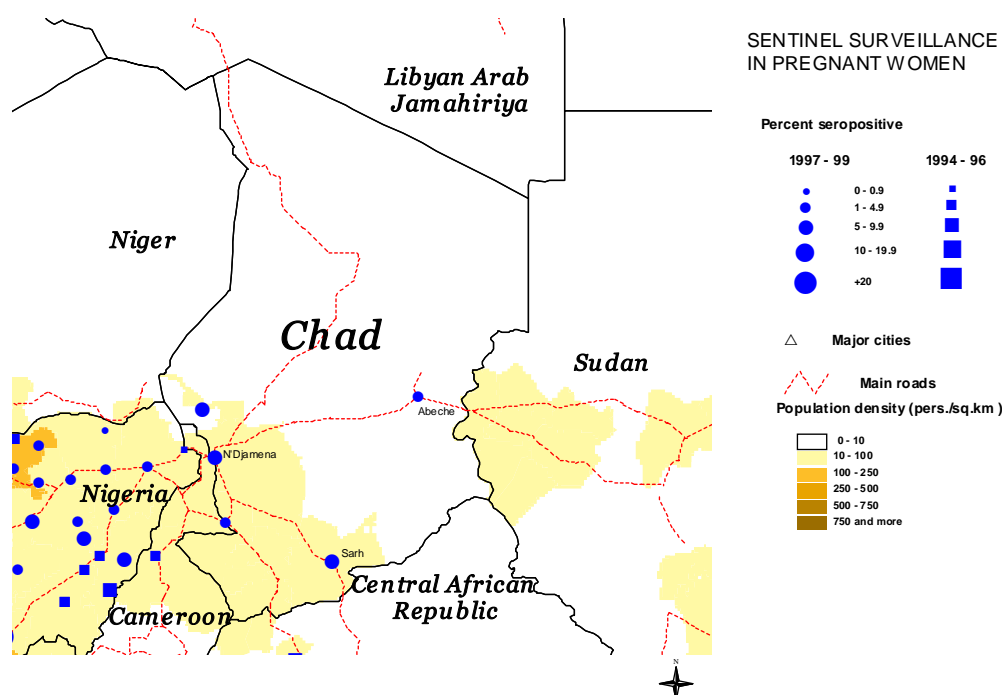 SENTINEL SURVEILLANCE
IN PREGNANT WOMEN
Percent seropositive
1997 - 99
1994 - 96
0 - 0.9
1 - 4.9
5 - 9.9
10 - 19.9
+20
Major cities
Main roads
Population density (pers./sq.km )
0 - 10
10 - 100
100 - 250
250 - 500
500 - 750
750 and more
Libyan Arab
Jamahiriya
Niger
Chad
Sudan
Abeche
N'Djamena
Nigeria
Sarh
Central African
Republic
Cameroon
N